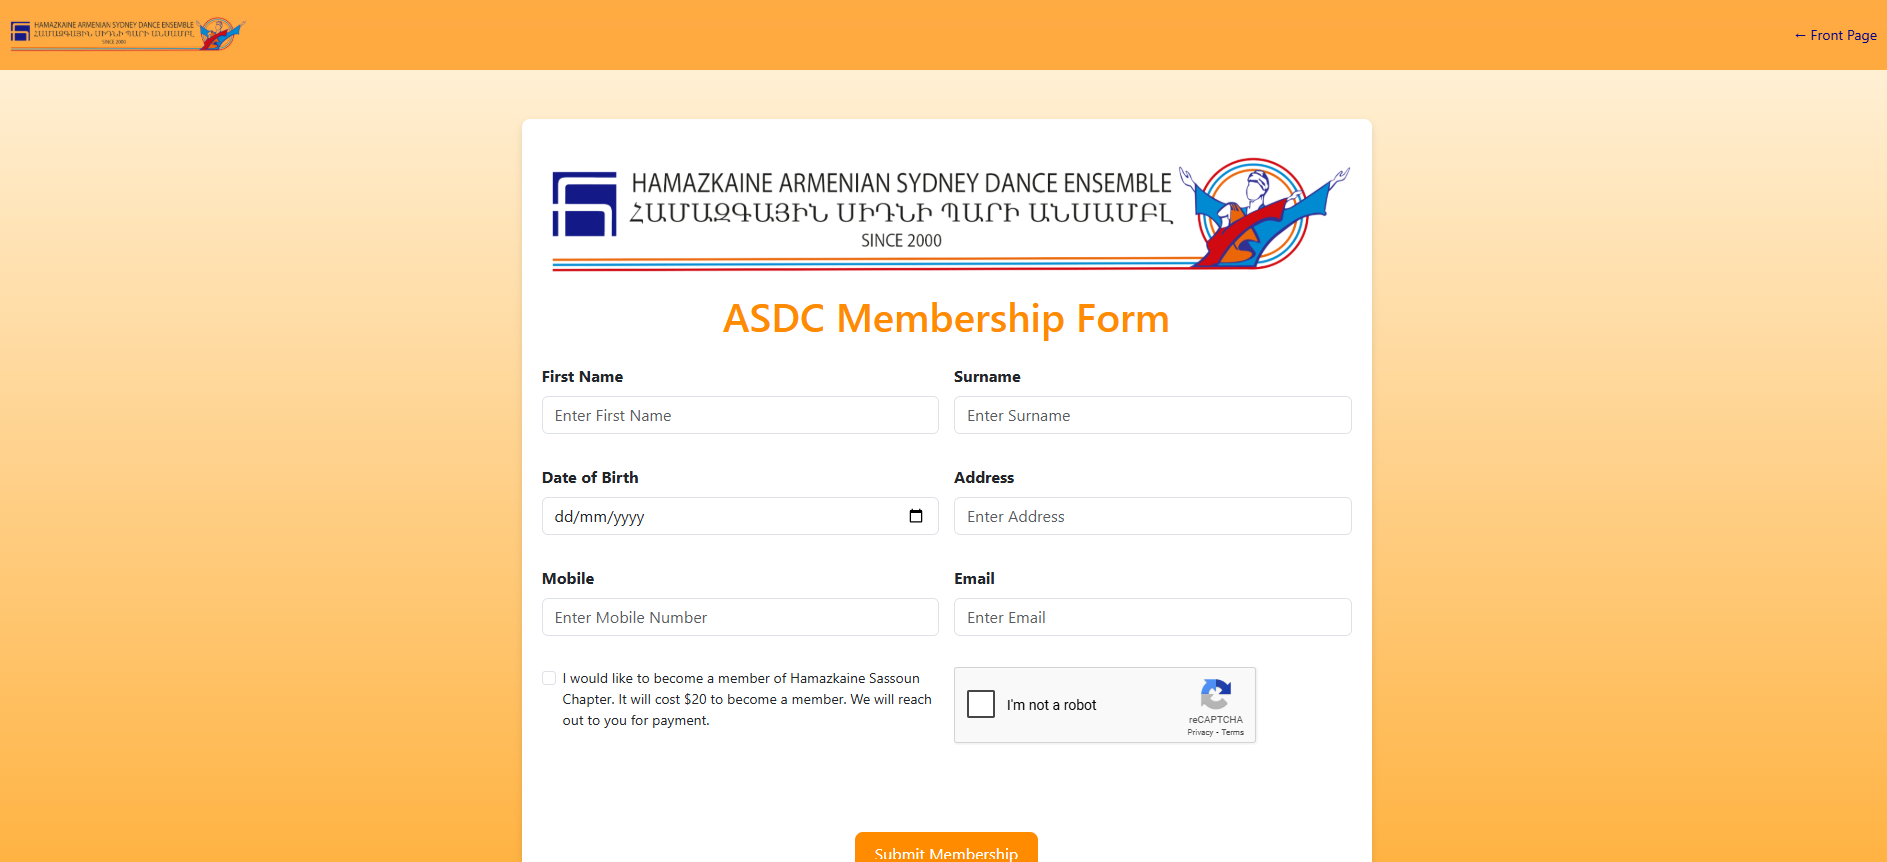 HAMAZKAINE ARMENIAN SYDNEY DANCE ENSEMBLE
ՀԱՄԱԶԳԱՅԻՆ ՍԻԴՆԻ ՊԱՐԻ ԱՆՍԱՄԲԼ
SINCE 2000
← Front Page
HAMAZKAINE ARMENIAN SYDNEY DANCE ENSEMBLE
ՀԱՄԱԶԳԱՅԻՆ ՍԻԴՆԻ ՊԱՐԻ ԱՆՍԱՄԲԼ
SINCE 2000
ASDC Membership Form
First Name
Surname
Enter First Name
Enter Surname
Date of Birth
Address
dd/mm/yyyy
Enter Address
Mobile
Email
Enter Mobile Number
Enter Email
I would like to become a member of Hamazkaine Sassoun
Chapter. It will cost $20 to become a member. We will reach
out to you for payment.
I'm not a robot
reCAPTCHA
Privacy - Terms
Submit Membership